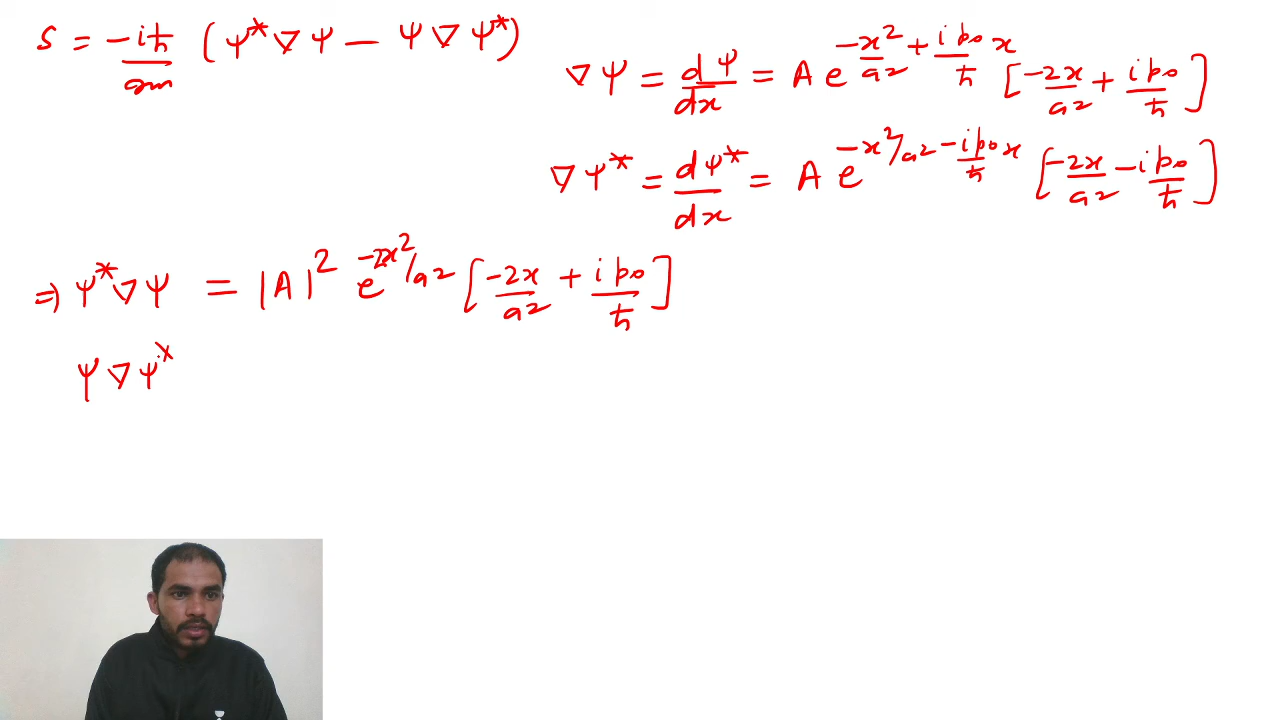 S = -iħ/2m (ψ*∇ψ - ψ∇ψ*)
∇ψ = dψ/dx = A e^(-x²/a² + ip₀x/ħ) [-2x/a² + ip₀/ħ]
∇ψ* = dψ*/dx = A e^(-x²/a² - ip₀x/ħ) [-2x/a² - ip₀/ħ]
⇒ ψ*∇ψ = |A|² e^(-2x²/a²) [-2x/a² + ip₀/ħ]
ψ∇ψ*